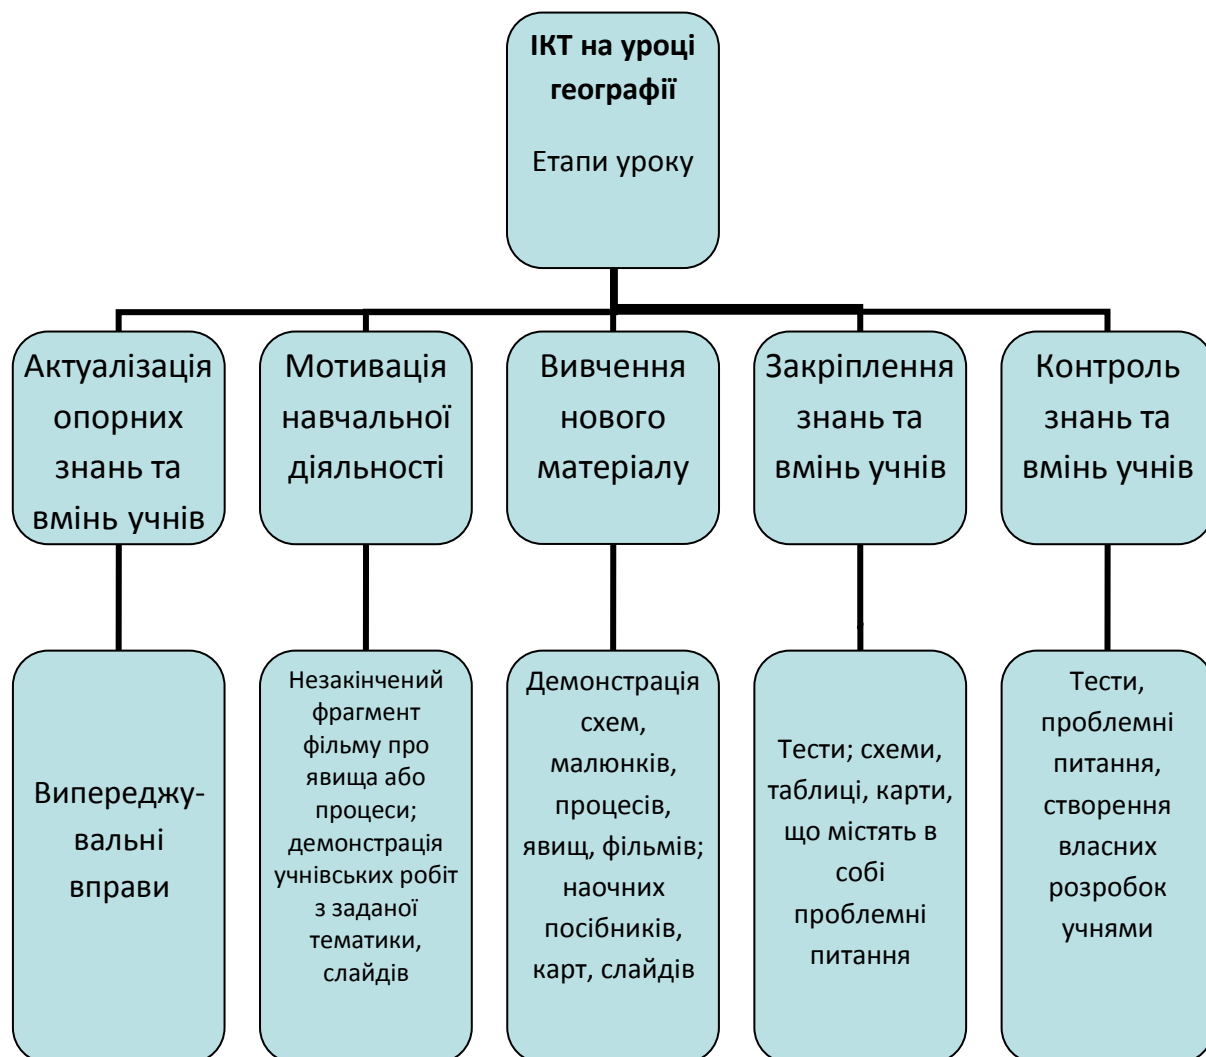 ІКТ на уроці
географії
Етапи уроку
Актуалізація
опорних
знань та
вмінь учнів
Мотивація
навчальної
діяльності
Вивчення
нового
матеріалу
Закріплення
знань та
вмінь учнів
Контроль
знань та
вмінь учнів
Випереджу-
вальні
вправи
Незакінчений
фрагмент
фільму про
явища або
процеси;
демонстрація
учнівських робіт
з заданої
тематики,
слайдів
Демонстрація
схем,
малюнків,
процесів,
явищ, фільмів;
наочних
посібників,
карт, слайдів
Тести; схеми,
таблиці, карти,
що містять в
собі
проблемні
питання
Тести,
проблемні
питання,
створення
власних
розробок
учнями